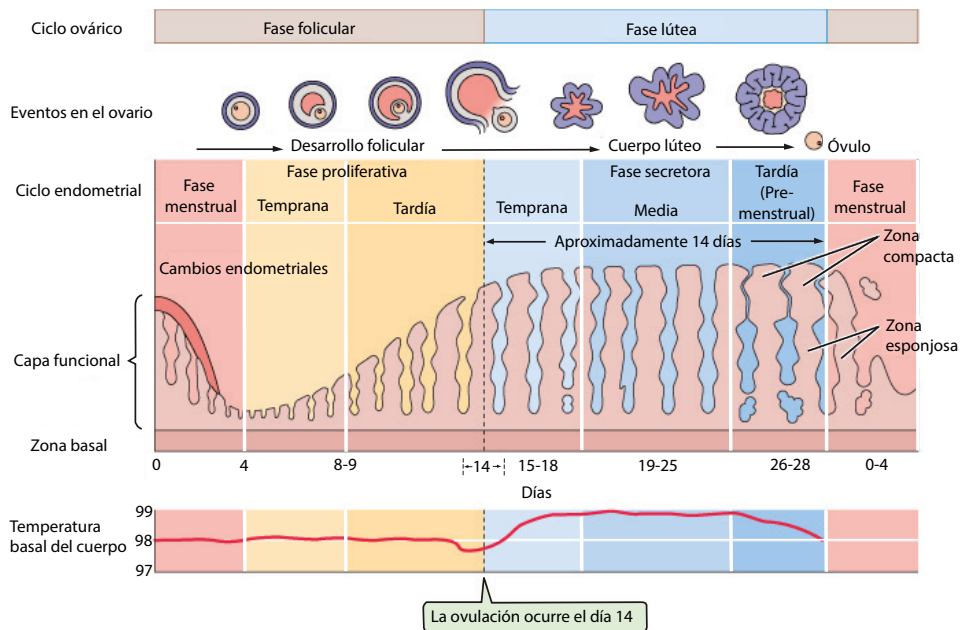 Ciclo ovárico
Fase folicular
Fase lútea
Eventos en el ovario
Desarrollo folicular
Cuerpo lúteo
Óvulo
Ciclo endometrial
Fase
menstrual
Fase proliferativa
Temprana
Tardía
Fase secretora
Temprana
Media
Tardía
(Pre-
menstrual)
Fase
menstrual
Aproximadamente 14 días
Zona
compacta
Cambios endometriales
Capa funcional
Zona
esponjosa
Zona basal
0
4
8-9
14
15-18
19-25
26-28
0-4
Días
Temperatura
basal del cuerpo
99
98
97
La ovulación ocurre el día 14